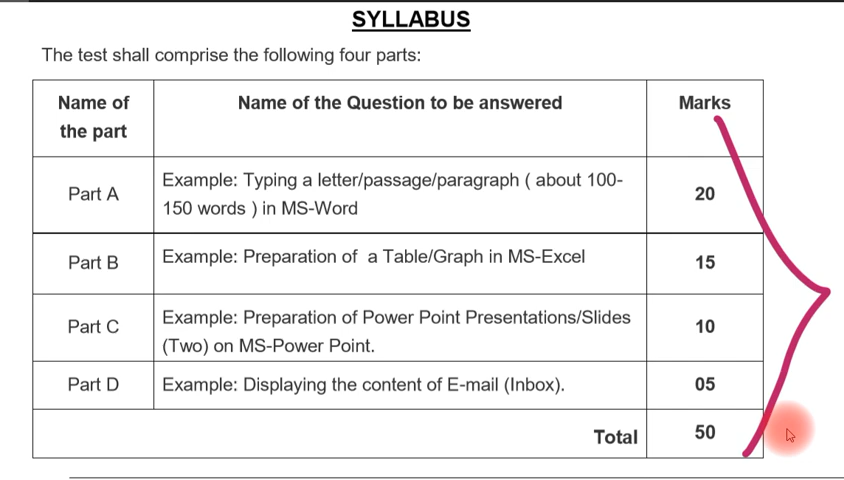 SYLLABUS
The test shall comprise the following four parts:
Name of the part
Name of the Question to be answered
Marks
Part A
Example: Typing a letter/passage/paragraph ( about 100-
150 words ) in MS-Word
20
Part B
Example: Preparation of a Table/Graph in MS-Excel
15
Part C
Example: Preparation of Power Point Presentations/Slides
(Two) on MS-Power Point.
10
Part D
Example: Displaying the content of E-mail (Inbox).
05
Total
50